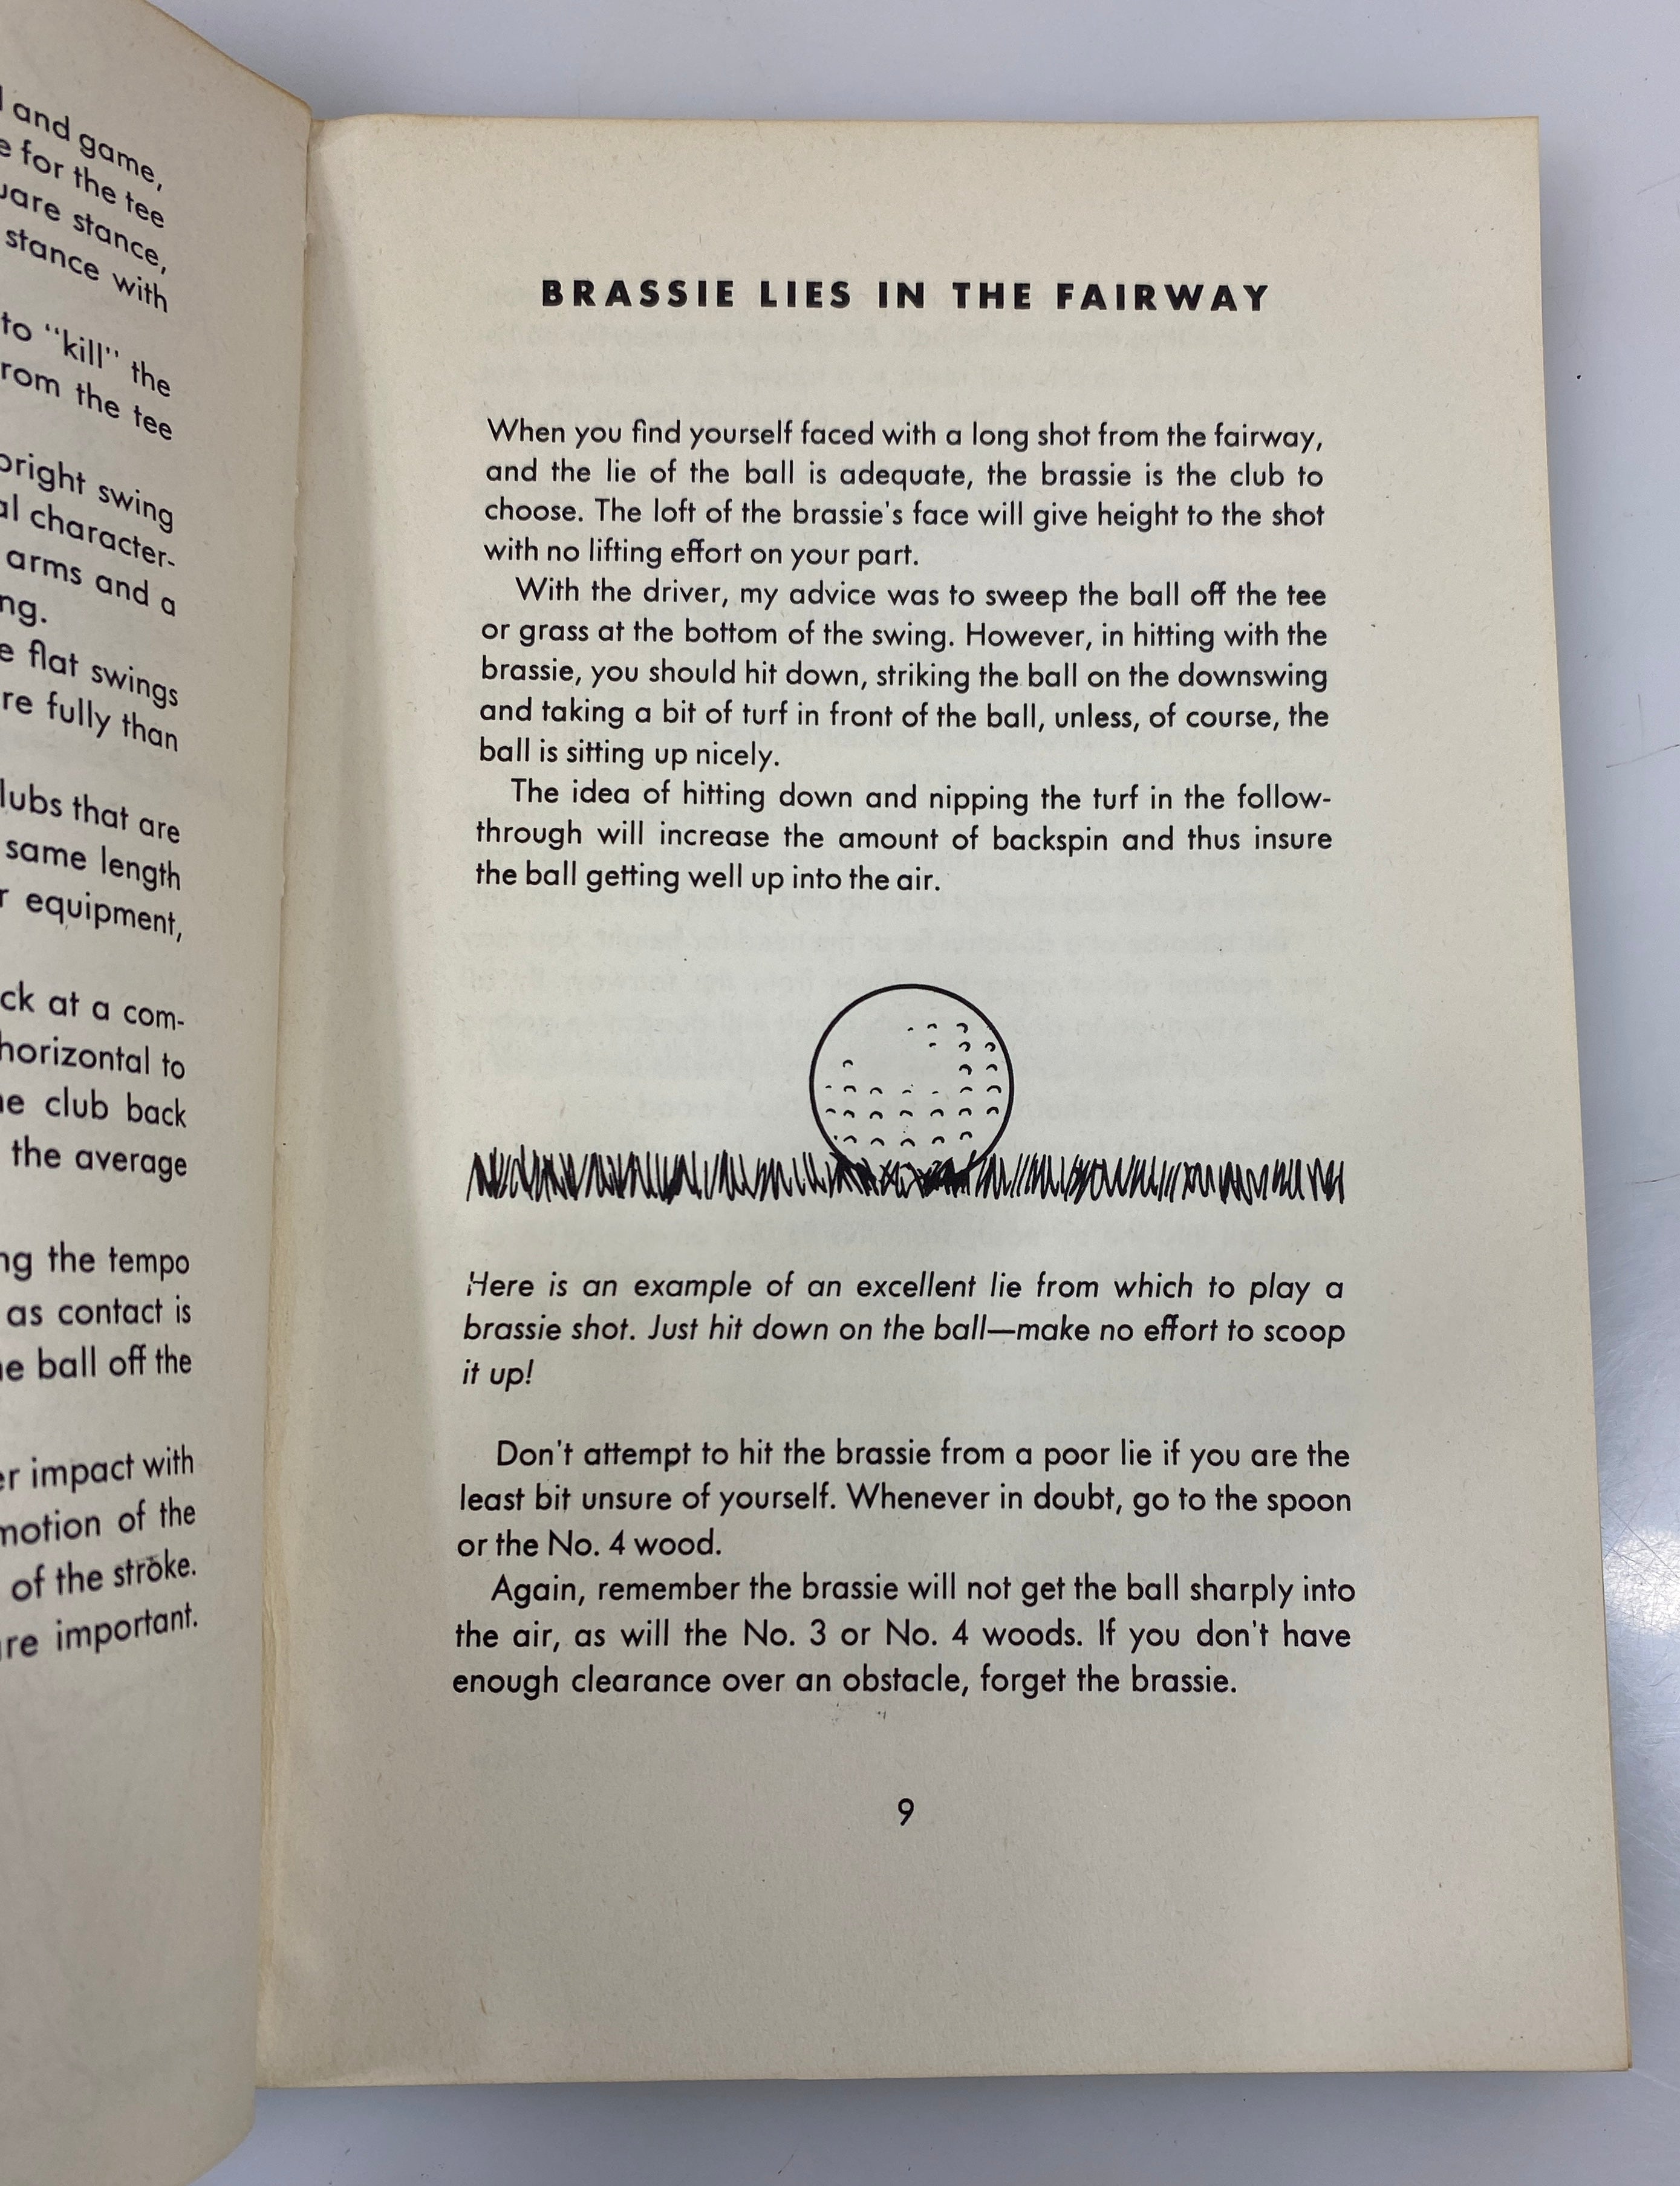 and game,
for the tee
stance,
stance with
to "kill" the
from the tee
swing
character-
arms and a
flat swings
fully than
that are
same length
equipment,
at a com-
horizontal to
club back
the average
the tempo
as contact is
ball off the
impact with
motion of the
of the stroke.
important.
BRASSIE LIES IN THE FAIRWAY
When you find yourself faced with a long shot from the fairway,
and the lie of the ball is adequate, the brassie is the club to
choose. The loft of the brassie's face will give height to the shot
with no lifting effort on your part.
With the driver, my advice was to sweep the ball off the tee
or grass at the bottom of the swing. However, in hitting with the
brassie, you should hit down, striking the ball on the downswing
and taking a bit of turf in front of the ball, unless, of course, the
ball is sitting up nicely.
The idea of hitting down and nipping the turf in the follow-
through will increase the amount of backspin and thus insure
the ball getting well up into the air.
Here is an example of an excellent lie from which to play a
brassie shot. Just hit down on the ball—make no effort to scoop
it up!
Don't attempt to hit the brassie from a poor lie if you are the
least bit unsure of yourself. Whenever in doubt, go to the spoon
or the No. 4 wood.
Again, remember the brassie will not get the ball sharply into
the air, as will the No. 3 or No. 4 woods. If you don't have
enough clearance over an obstacle, forget the brassie.
9